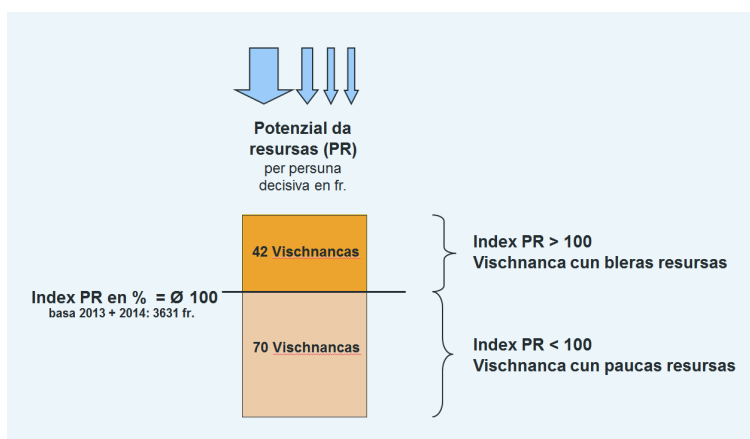 Potenzial da
resursas (PR)
per persuna
decisiva en fr.
42 Vischnancas
Index PR > 100
Vischnanca cun bleras resursas
Index PR en % = Ø 100
basa 2013 + 2014: 3631 fr.
70 Vischnancas
Index PR < 100
Vischnanca cun paucas resursas